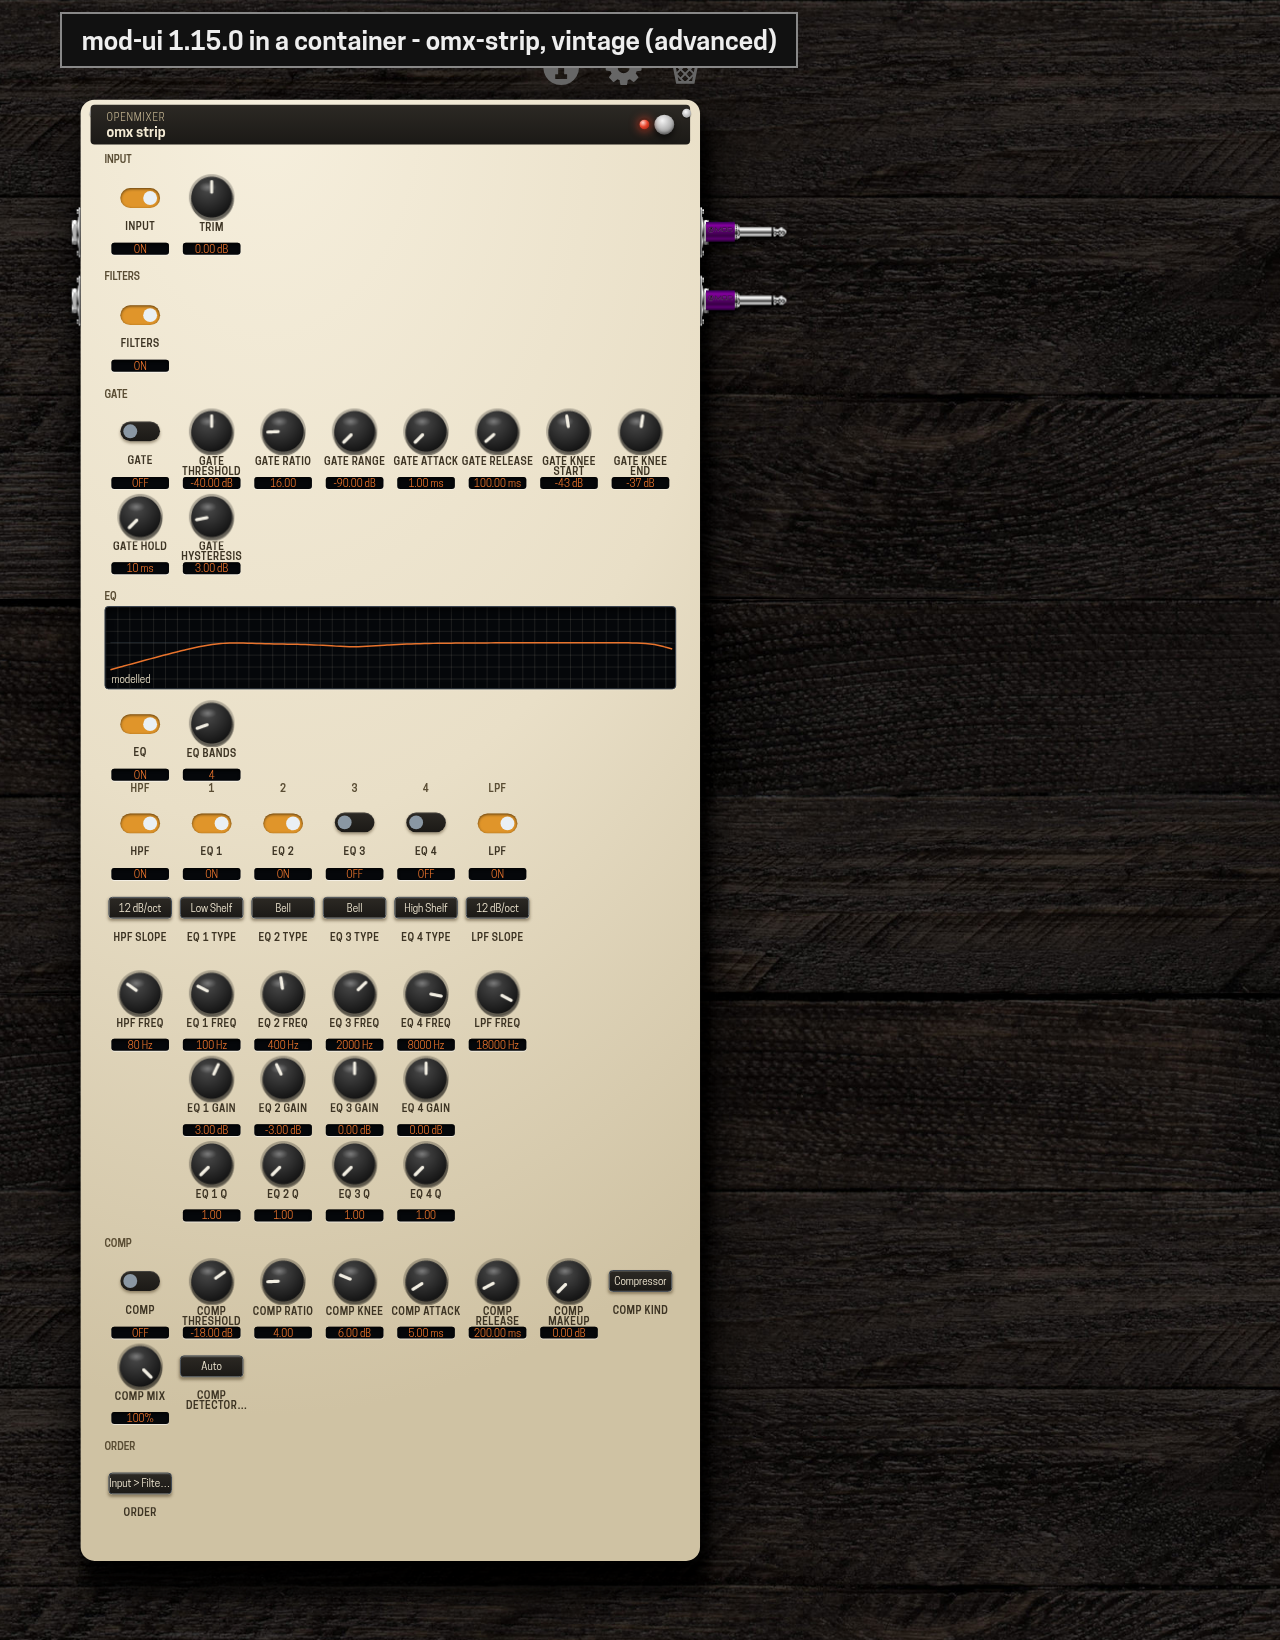 mod-ui 1.15.0 in a container - omx-strip, vintage (advanced)
OPENMIXER
omx strip
INPUT
INPUT TRIM
ON 0.00 dB
FILTERS
FILTERS
ON
GATE
GATE GATE THRESHOLD GATE RATIO GATE RANGE GATE ATTACK GATE RELEASE GATE KNEE START GATE KNEE END
OFF -40.00 dB 16.00 -90.00 dB 1.00 ms 100.00 ms -43 dB -37 dB
GATE HOLD GATE HYSTERESIS
10 ms 3.00 dB
EQ
modelled
EQ EQ BANDS
ON 4
HPF 1 2 3 4 LPF
HPF EQ 1 EQ 2 EQ 3 EQ 4 LPF
ON ON ON OFF OFF ON
12 dB/oct Low Shelf Bell Bell High Shelf 12 dB/oct
HPF SLOPE EQ 1 TYPE EQ 2 TYPE EQ 3 TYPE EQ 4 TYPE LPF SLOPE
HPF FREQ EQ 1 FREQ EQ 2 FREQ EQ 3 FREQ EQ 4 FREQ LPF FREQ
80 Hz 100 Hz 400 Hz 2000 Hz 8000 Hz 18000 Hz
EQ 1 GAIN EQ 2 GAIN EQ 3 GAIN EQ 4 GAIN
3.00 dB -3.00 dB 0.00 dB 0.00 dB
EQ 1 Q EQ 2 Q EQ 3 Q EQ 4 Q
1.00 1.00 1.00 1.00
COMP
Compressor
COMP COMP THRESHOLD COMP RATIO COMP KNEE COMP ATTACK COMP RELEASE COMP MAKEUP COMP KIND
OFF -18.00 dB 4.00 6.00 dB 5.00 ms 200.00 ms 0.00 dB
Auto
COMP MIX COMP DETECTOR...
100%
ORDER
Input > Filte...
ORDER